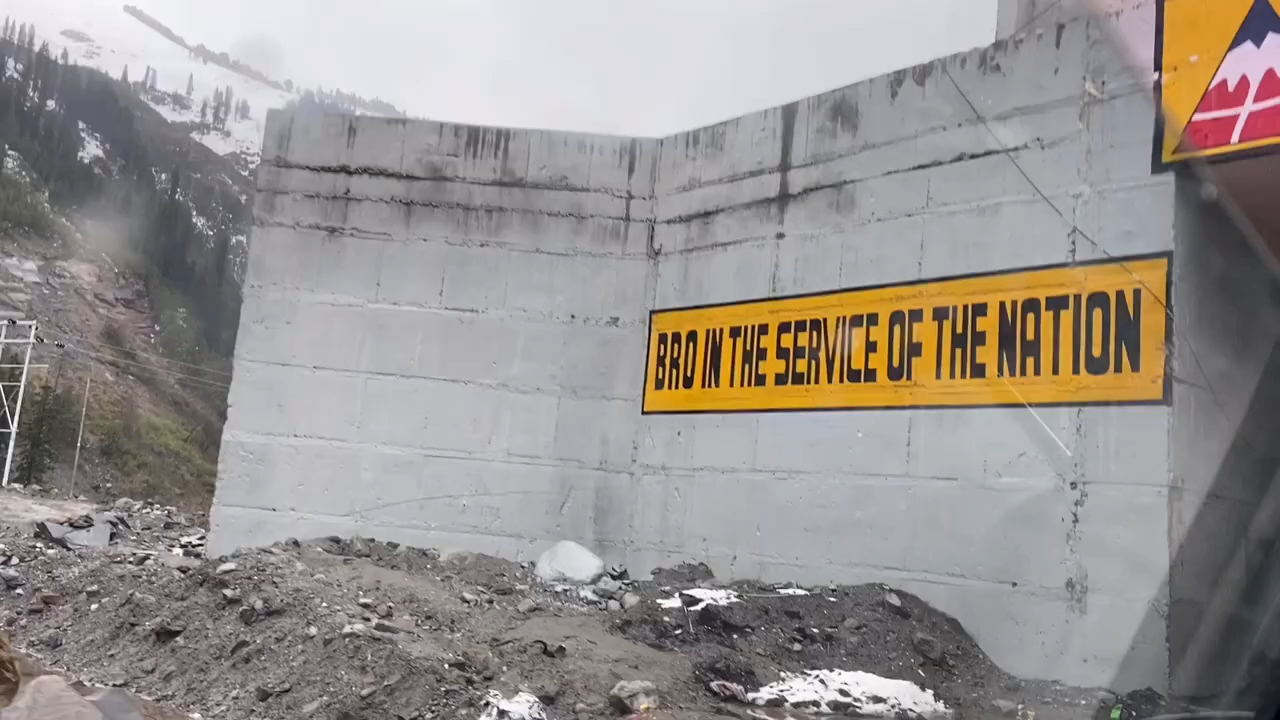 BRO IN THE SERVICE OF THE NATION